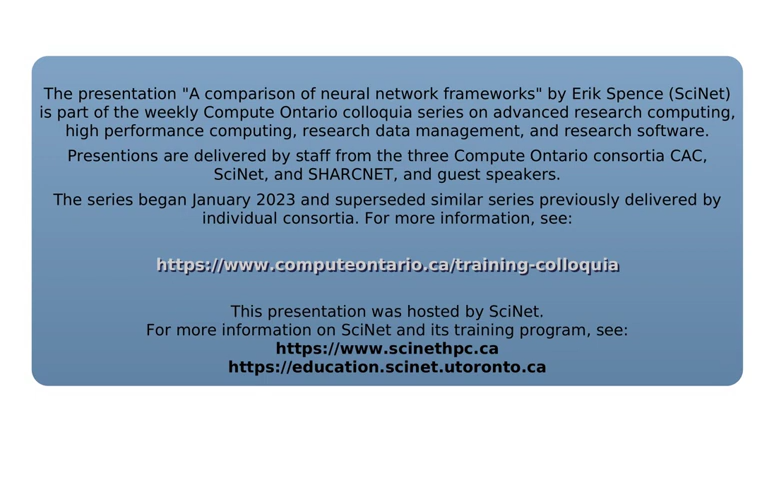 The presentation "A comparison of neural network frameworks" by Erik Spence (SciNet)
is part of the weekly Compute Ontario colloquia series on advanced research computing,
high performance computing, research data management, and research software.
Presentions are delivered by staff from the three Compute Ontario consortia CAC,
SciNet, and SHARCNET, and guest speakers.
The series began January 2023 and superseded similar series previously delivered by
individual consortia. For more information, see:
https://www.computeontario.ca/training-colloquia
This presentation was hosted by SciNet.
For more information on SciNet and its training program, see:
https://www.scinethpc.ca
https://education.scinet.utoronto.ca